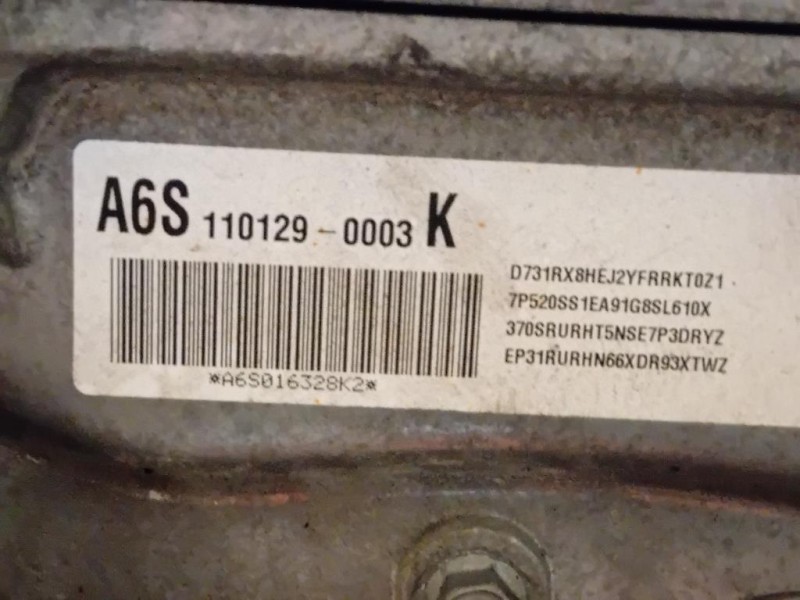 A6S 110129-0003 K
D731RX8HEJ2YFRRKT0Z1
7P520SS1EA91G8SL610X
370SRURHT5NSE7P3DRYZ
EP31RURHN66XDR93XTWZ
*A6S016328K2*